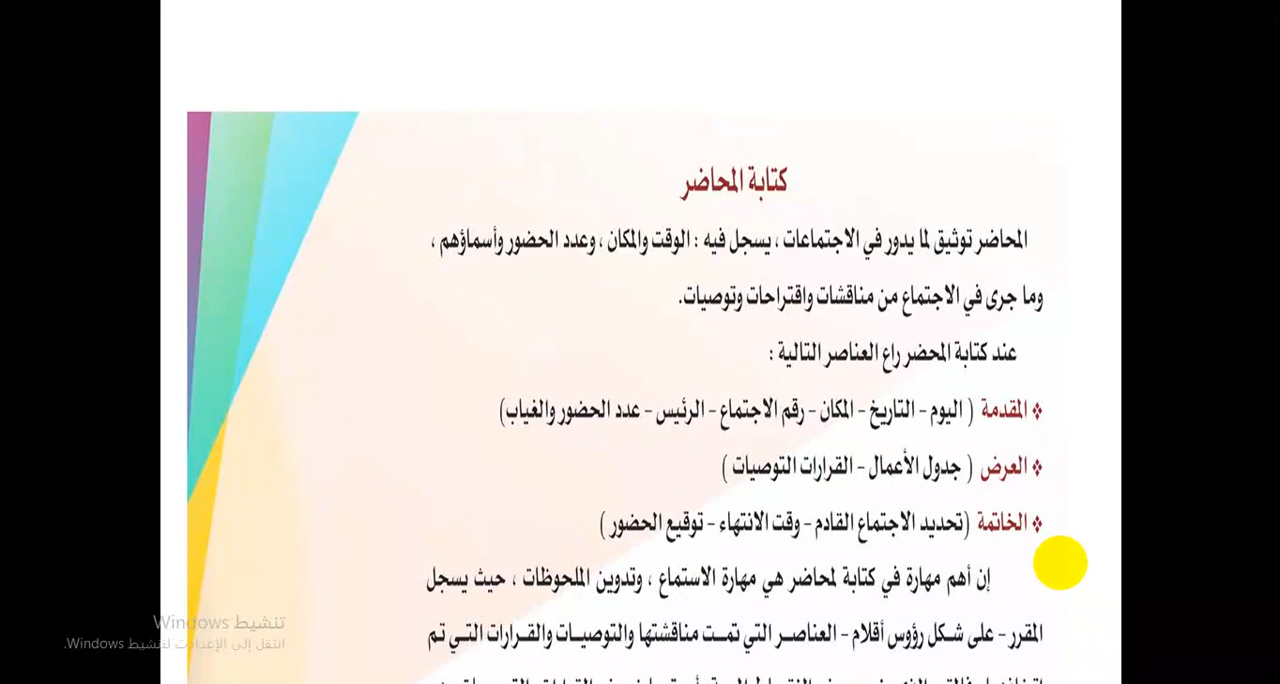 كتابة المحاضر
المحاضر توثيق لما يدور في الاجتماعات ، يسجل فيه : الوقت والمكان ، وعدد الحضور وأسماؤهم ،
وما جرى في الاجتماع من مناقشات واقتراحات وتوصيات.
عند كتابة المحضر راع العناصر التالية :
❖ المقدمة ( اليوم – التاريخ – المكان – رقم الاجتماع – الرئيس – عدد الحضور والغياب)
❖ العرض ( جدول الأعمال – القرارات التوصيات )
❖ الخاتمة (تحديد الاجتماع القادم – وقت الانتهاء – توقيع الحضور )
إن أهم مهارة في كتابة لمحاضر هي مهارة الاستماع ، وتدوين الملحوظات ، حيث يسجل
المقرر – على شكل رؤوس أقلام – العناصر التي تمت مناقشتها والتوصيات والقرارات التي تم
تنشيط Windows
انتقل إلى الإعدادات لتنشيط Windows.